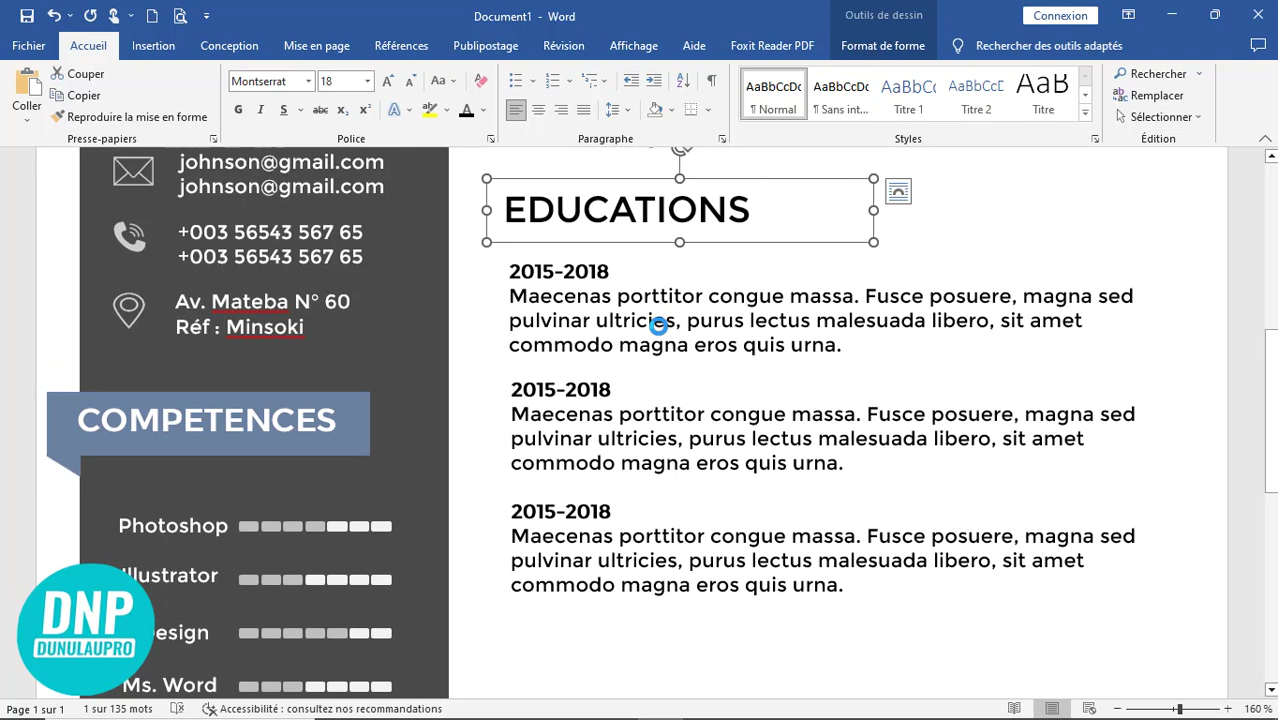 Document1 - Word
Outils de dessin
Connexion
Fichier
Accueil
Insertion
Conception
Mise en page
Références
Publipostage
Révision
Affichage
Aide
Foxit Reader PDF
Format de forme
Rechercher des outils adaptés
Coller
Couper
Copier
Reproduire la mise en forme
Presse-papiers
Montserrat
18
Aa
Police
Paragraphe
AaBbCcDc
¶ Normal
AaBbCcDc
¶ Sans int...
AaBbCc
Titre 1
AaBbCcD
Titre 2
AaB
Titre
Styles
Rechercher
Remplacer
Sélectionner
Édition
johnson@gmail.com
johnson@gmail.com
+003 56543 567 65
+003 56543 567 65
Av. Mateba N° 60
Réf : Minsoki
COMPETENCES
Photoshop
Illustrator
esign
Ms. Word
DNP
DUNULAUPRO
EDUCATIONS
2015-2018
Maecenas porttitor congue massa. Fusce posuere, magna sed
pulvinar ultricies, purus lectus malesuada libero, sit amet
commodo magna eros quis urna.
2015-2018
Maecenas porttitor congue massa. Fusce posuere, magna sed
pulvinar ultricies, purus lectus malesuada libero, sit amet
commodo magna eros quis urna.
2015-2018
Maecenas porttitor congue massa. Fusce posuere, magna sed
pulvinar ultricies, purus lectus malesuada libero, sit amet
commodo magna eros quis urna.
Page 1 sur 1
1 sur 135 mots
Accessibilité : consultez nos recommandations
160 %